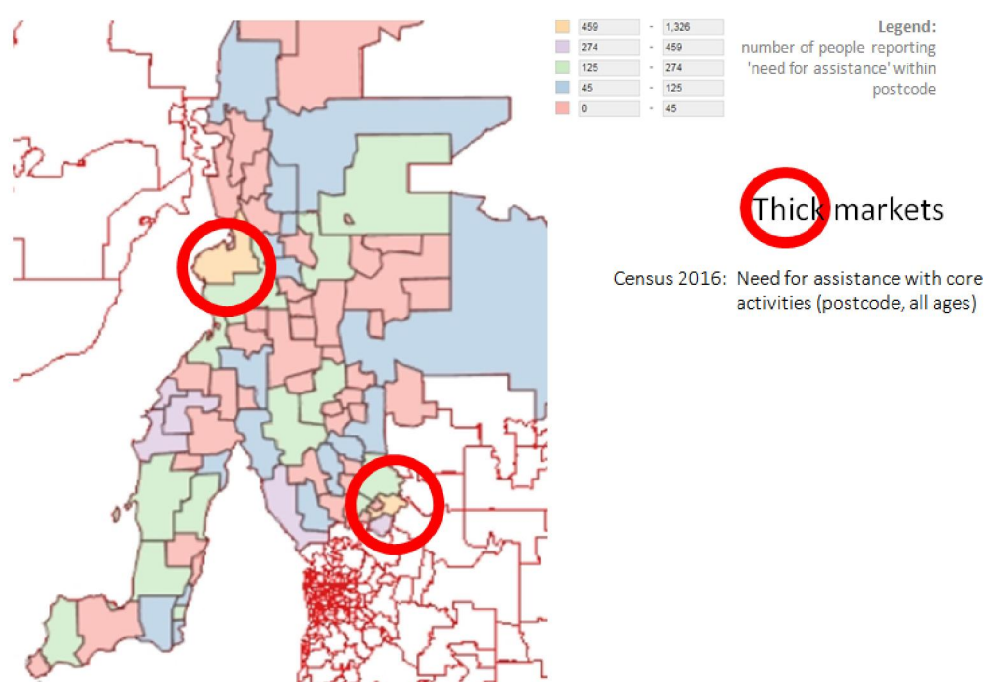 459 - 1,326
274 - 459
125 - 274
45 - 125
0 - 45
Legend:
number of people reporting
'need for assistance' within
postcode
Thick markets
Census 2016: Need for assistance with core
activities (postcode, all ages)